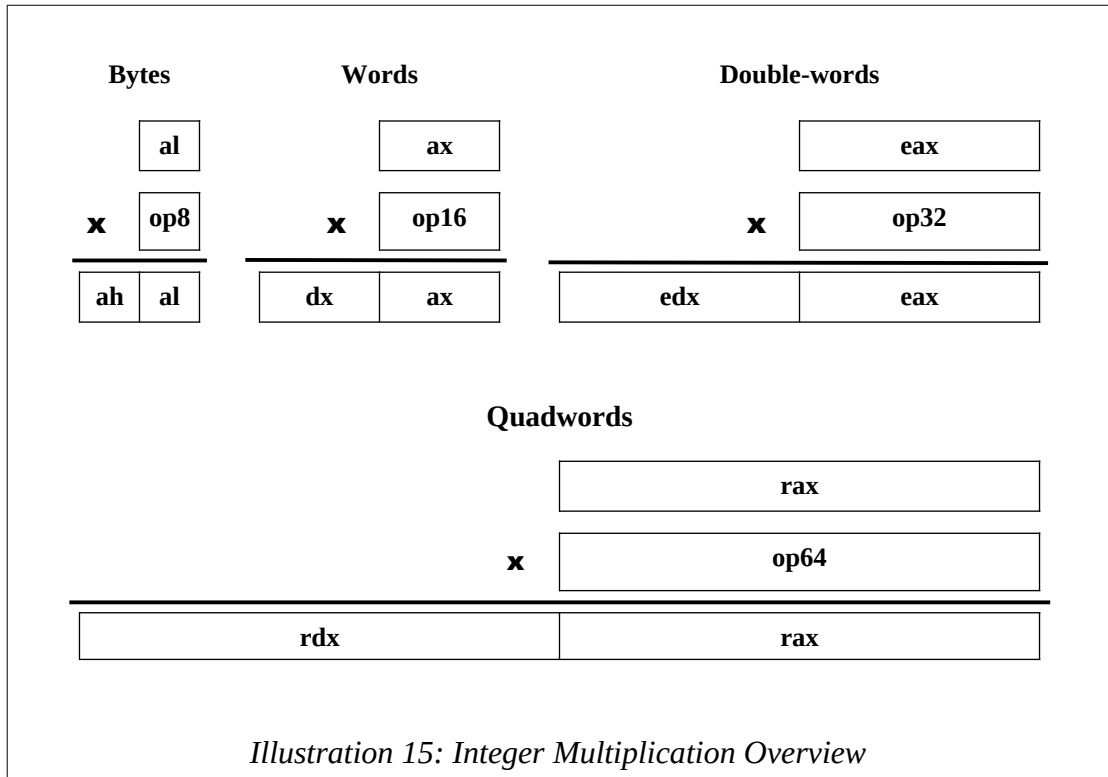 Bytes Words Double-words
al ax eax
x op8 x op16 x op32
ah al dx ax edx eax
Quadwords
rax
x op64
rdx rax
Illustration 15: Integer Multiplication Overview